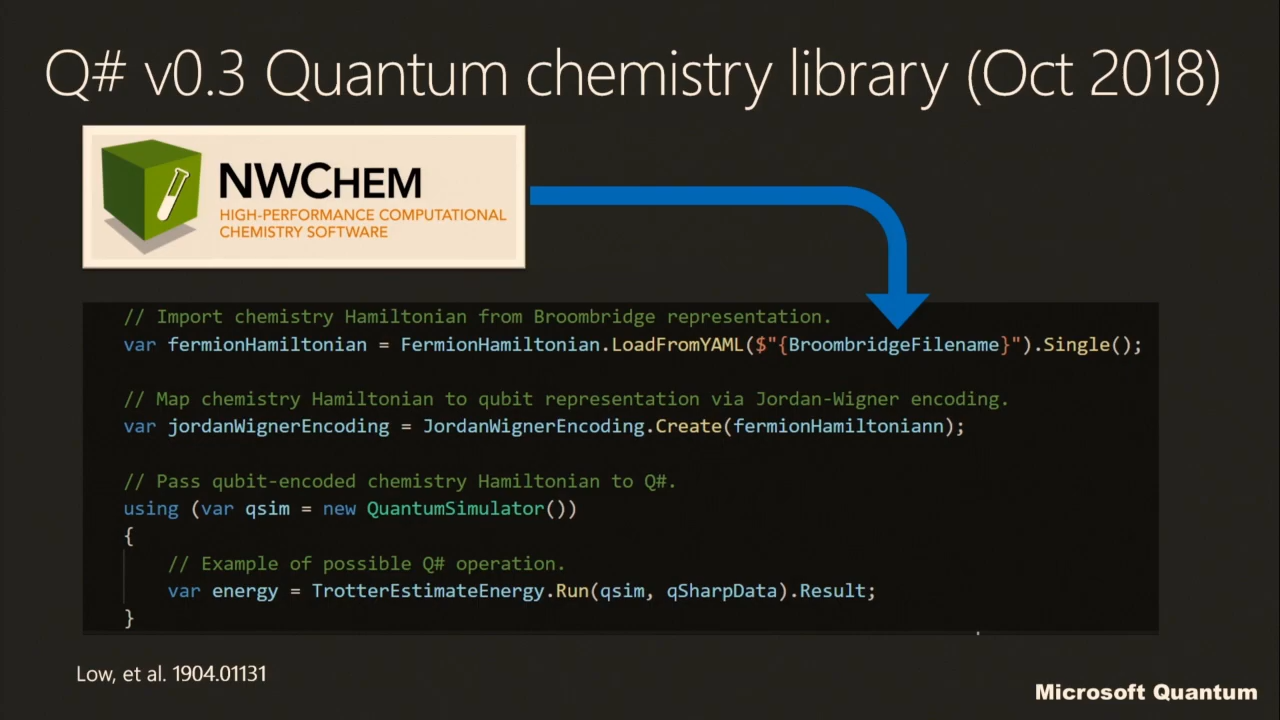 Q# v0.3 Quantum chemistry library (Oct 2018)
NWCHEM
HIGH-PERFORMANCE COMPUTATIONAL
CHEMISTRY SOFTWARE
// Import chemistry Hamiltonian from Broombridge representation.
var fermionHamiltonian = FermionHamiltonian.LoadFromYAML($"{BroombridgeFilename}").Single();
// Map chemistry Hamiltonian to qubit representation via Jordan-Wigner encoding.
var jordanWignerEncoding = JordanWignerEncoding.Create(fermionHamiltoniann);
// Pass qubit-encoded chemistry Hamiltonian to Q#.
using (var qsim = new QuantumSimulator())
{
// Example of possible Q# operation.
var energy = TrotterEstimateEnergy.Run(qsim, qSharpData).Result;
}
Low, et al. 1904.01131
Microsoft Quantum